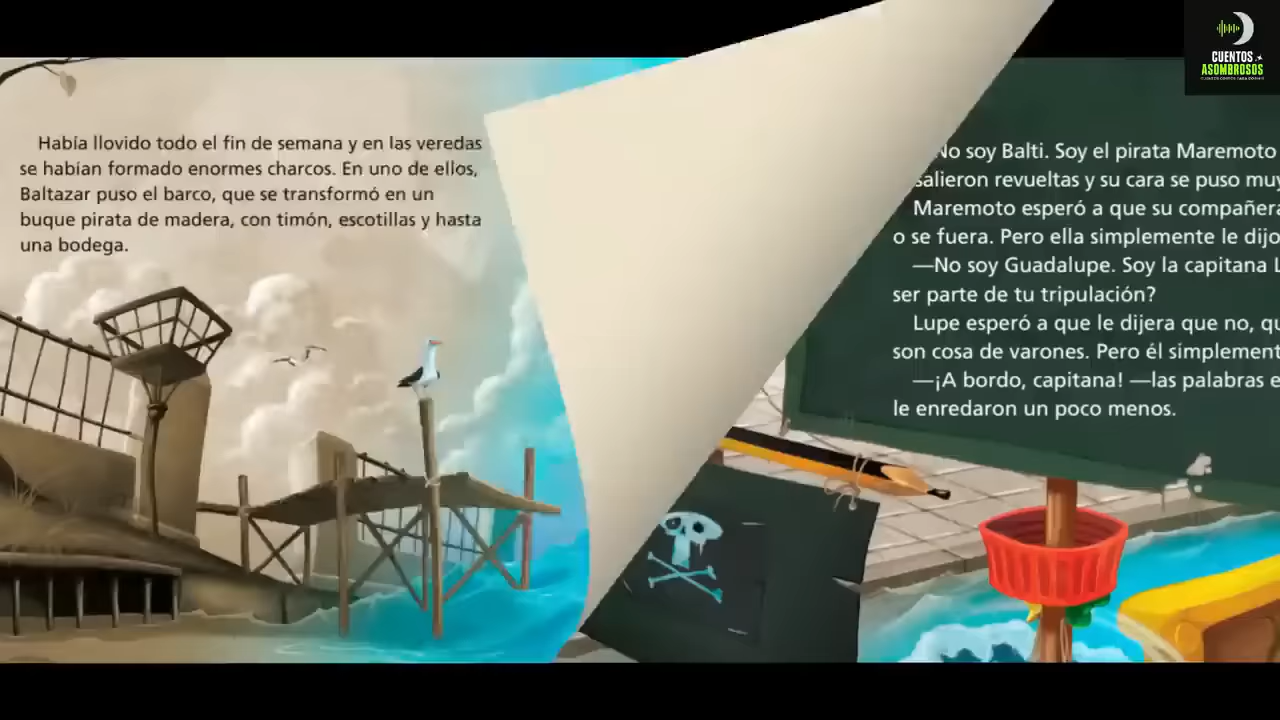 Había llovido todo el fin de semana y en las veredas
se habían formado enormes charcos. En uno de ellos,
Baltazar puso el barco, que se transformó en un
buque pirata de madera, con timón, escotillas y hasta
una bodega.
No soy Balti. Soy el pirata Maremoto
salieron revueltas y su cara se puso muy
Maremoto esperó a que su compañera
o se fuera. Pero ella simplemente le dijo
—No soy Guadalupe. Soy la capitana L
ser parte de tu tripulación?
Lupe esperó a que le dijera que no, qu
son cosa de varones. Pero él simplement
—¡A bordo, capitana! —las palabras e
le enredaron un poco menos.
CUENTOS
ASOMBROSOS